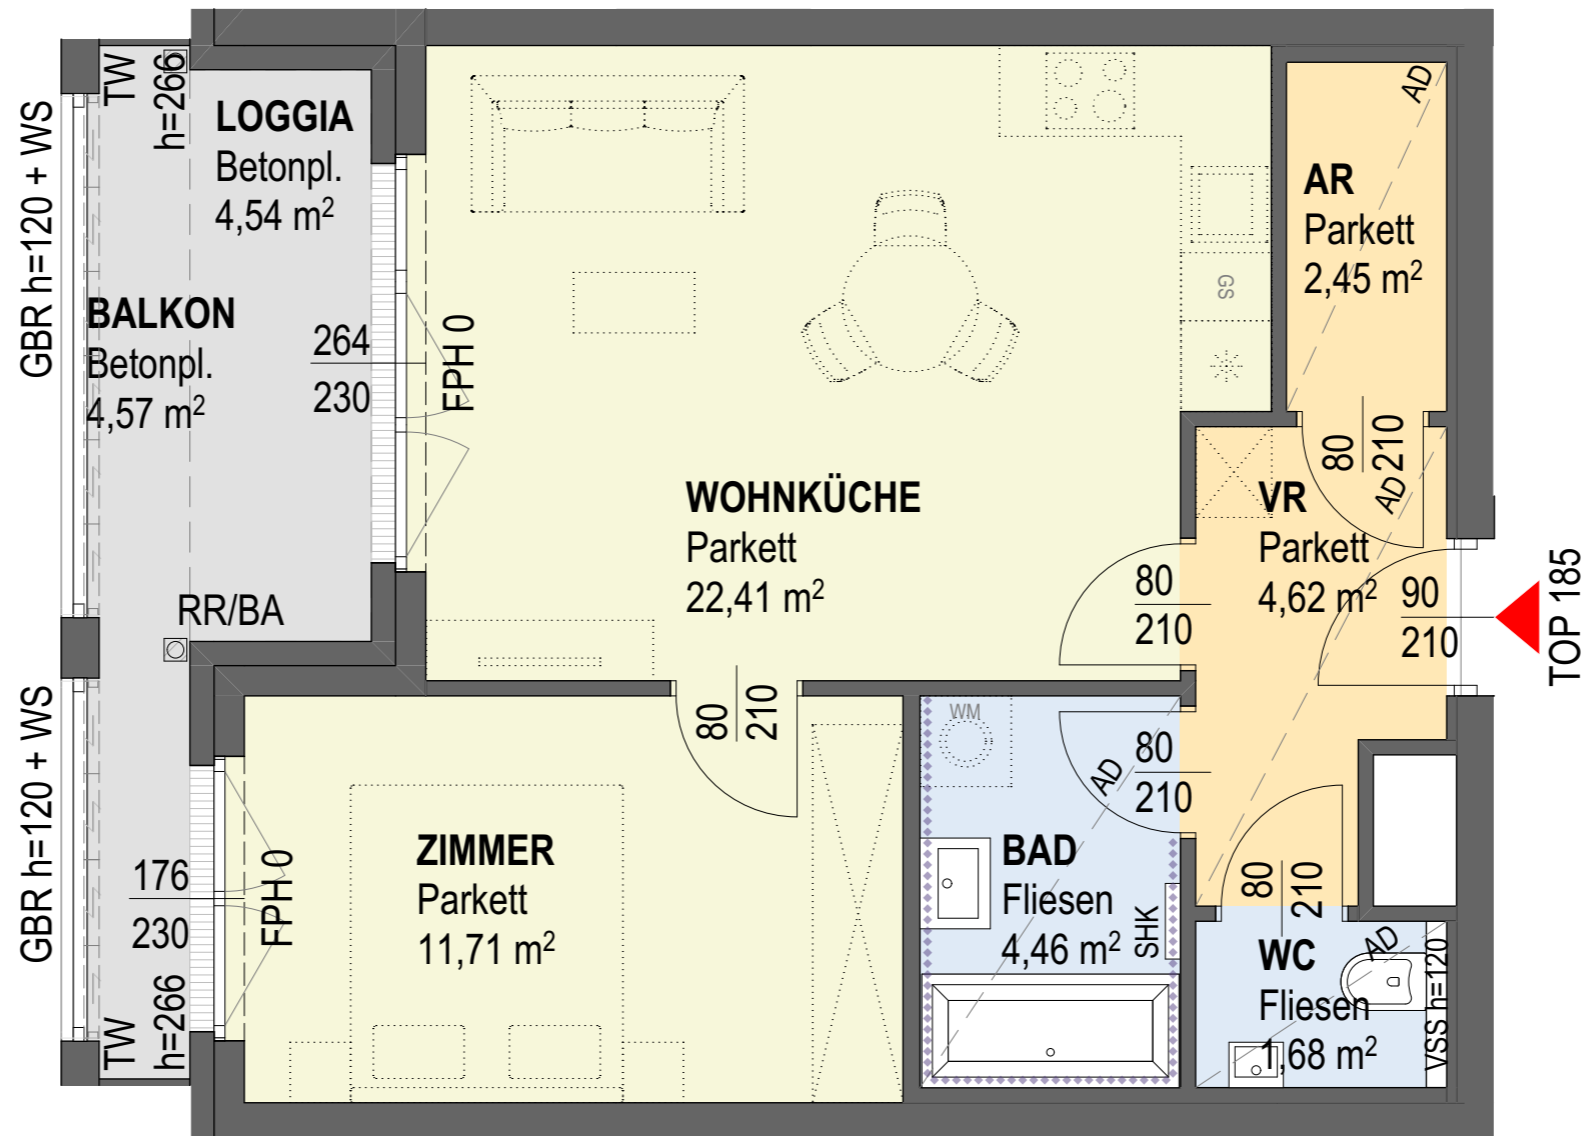 TW
h=266
GBR h=120 + WS
LOGGIA
Betonpl.
4,54 m²
BALKON
Betonpl.
4,57 m²
264
230
FPH 0
RR/BA
GS
AD
AR
Parkett
2,45 m²
80
210
AD
WOHNKÜCHE
Parkett
22,41 m²
VR
Parkett
4,62 m²
80
210
90
210
TOP 185
GBR h=120 + WS
176
230
FPH 0
TW
h=266
80
210
ZIMMER
Parkett
11,71 m²
WM
AD
80
210
BAD
Fliesen
4,46 m²
SHK
80
210
WC
Fliesen
1,68 m²
AD
VSS h=120